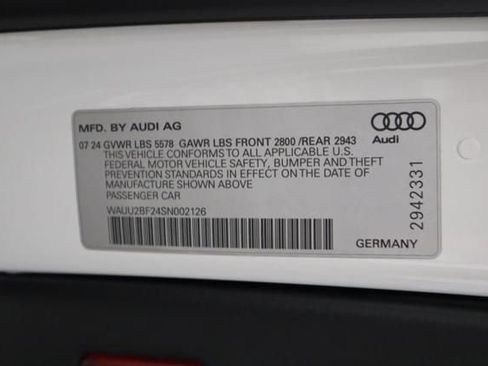 MFD. BY AUDI AG
07 24 GVWR LBS 5578 GAWR LBS FRONT 2800 /REAR 2943
THIS VEHICLE CONFORMS TO ALL APPLICABLE U.S.
FEDERAL MOTOR VEHICLE SAFETY, BUMPER AND THEFT
PREVENTION STANDARDS IN EFFECT ON THE DATE
OF MANUFACTURE SHOWN ABOVE
PASSENGER CAR
WAUU2BF24SN002126
Audi
2942331
GERMANY